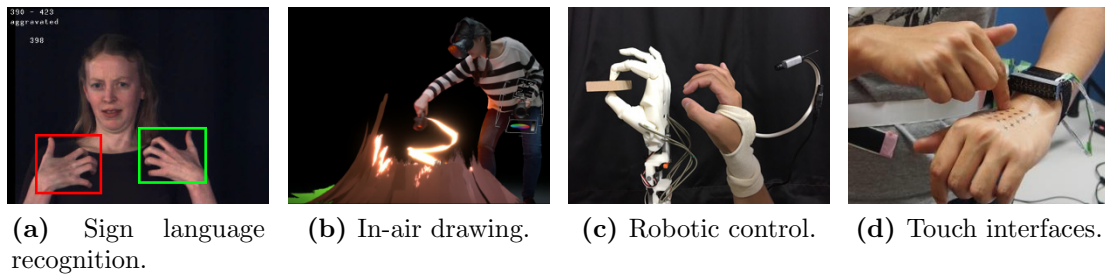 390 - 423
aggravated
398
(a) Sign language
recognition.
(b) In-air drawing.
(c) Robotic control.
(d) Touch interfaces.